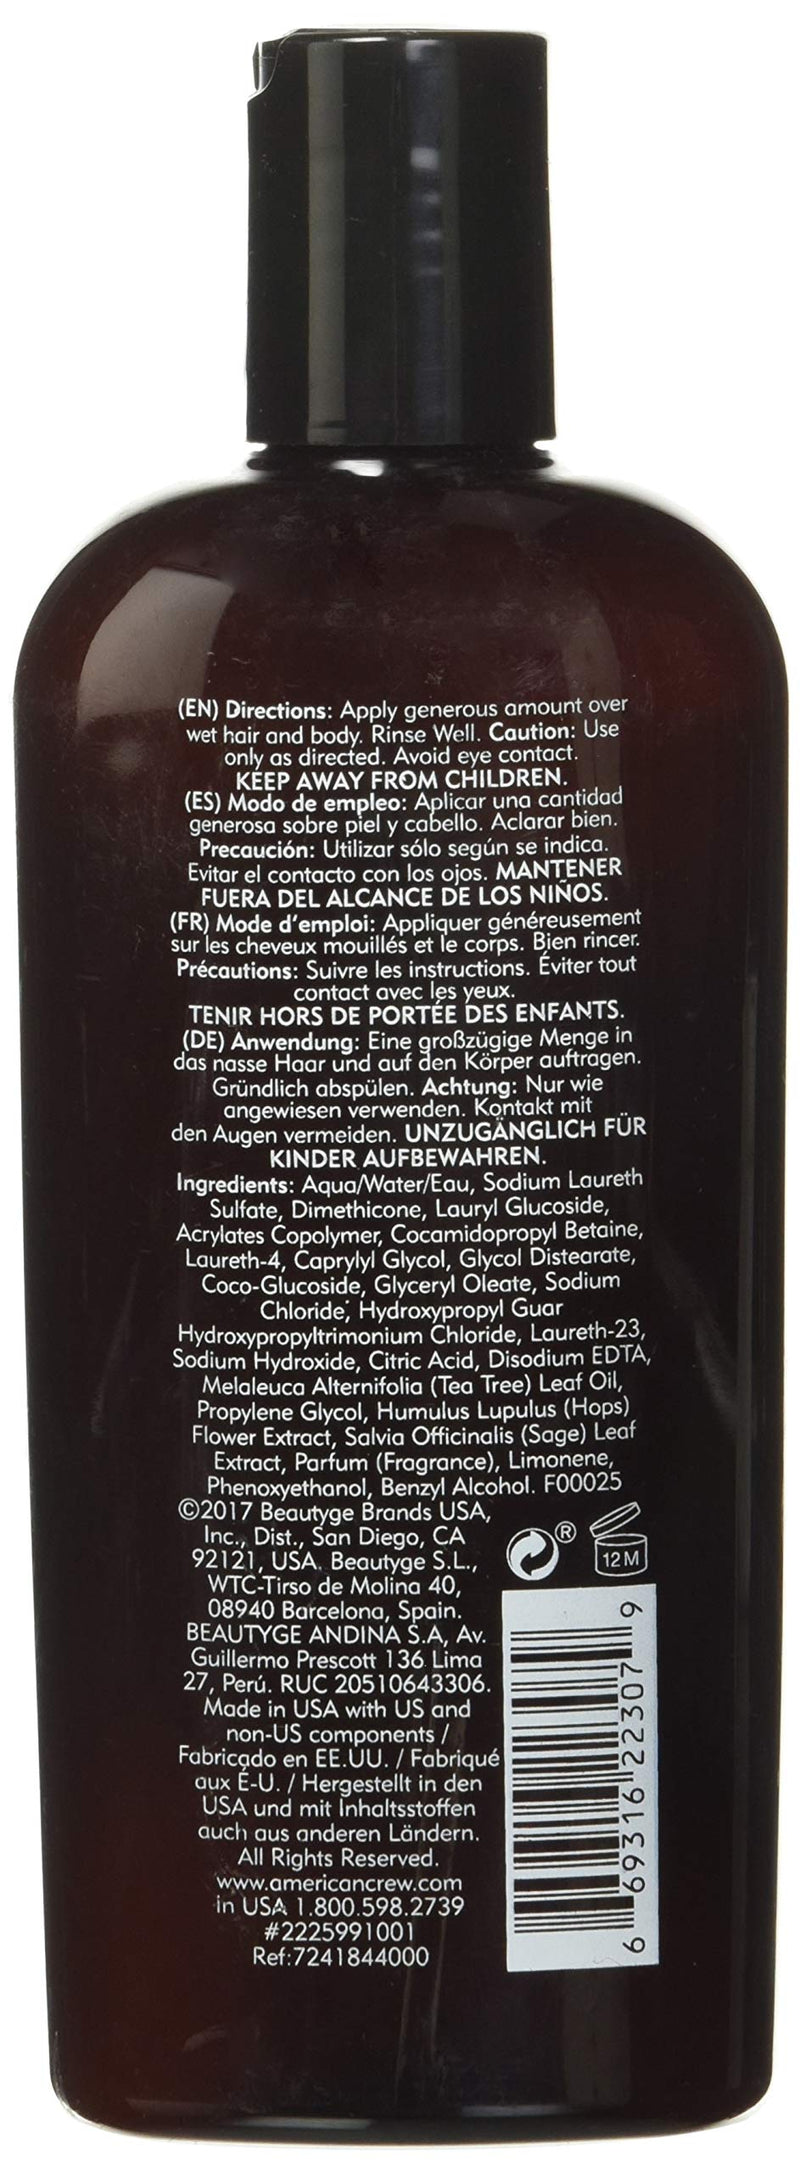 (EN) Directions: Apply generous amount over
wet hair and body. Rinse Well. Caution: Use
only as directed. Avoid eye contact.
KEEP AWAY FROM CHILDREN.
(ES) Modo de empleo: Aplicar una cantidad
generosa sobre piel y cabello. Aclarar bien.
Precaución: Utilizar sólo según se indica.
Evitar el contacto con los ojos. MANTENER
FUERA DEL ALCANCE DE LOS NIÑOS.
(FR) Mode d'emploi: Appliquer généreusement
sur les cheveux mouillés et le corps. Bien rincer.
Précautions: Suivre les instructions. Éviter tout
contact avec les yeux.
TENIR HORS DE PORTÉE DES ENFANTS.
(DE) Anwendung: Eine großzügige Menge in
das nasse Haar und auf den Körper auftragen.
Gründlich abspülen. Achtung: Nur wie
angewiesen verwenden. Kontakt mit
den Augen vermeiden. UNZUGÄNGLICH FÜR
KINDER AUFBEWAHREN.
Ingredients: Aqua/Water/Eau, Sodium Laureth
Sulfate, Dimethicone, Lauryl Glucoside,
Acrylates Copolymer, Cocamidopropyl Betaine,
Laureth-4, Caprylyl Glycol, Glycol Distearate,
Coco-Glucoside, Glyceryl Oleate, Sodium
Chloride, Hydroxypropyl Guar
Hydroxypropyltrimonium Chloride, Laureth-23,
Sodium Hydroxide, Citric Acid, Disodium EDTA,
Melaleuca Alternifolia (Tea Tree) Leaf Oil,
Propylene Glycol, Humulus Lupulus (Hops)
Flower Extract, Salvia Officinalis (Sage) Leaf
Extract, Parfum (Fragrance), Limonene,
Phenoxyethanol, Benzyl Alcohol. F00025
©2017 Beautyge Brands USA,
Inc., Dist., San Diego, CA
92121, USA. Beautyge S.L.,
WTC-Tirso de Molina 40,
08940 Barcelona, Spain.
BEAUTYGE ANDINA S.A, Av.
Guillermo Prescott 136 Lima
27, Perú. RUC 20510643306.
Made in USA with US and
non-US components /
Fabricado en EE.UU. / Fabriqué
aux É-U. / Hergestellt in den
USA und mit Inhaltsstoffen
auch aus anderen Ländern.
All Rights Reserved.
www.americancrew.com
in USA 1.800.598.2739
#2225991001
Ref:7241844000
®
12 M
6 69316 22307 9